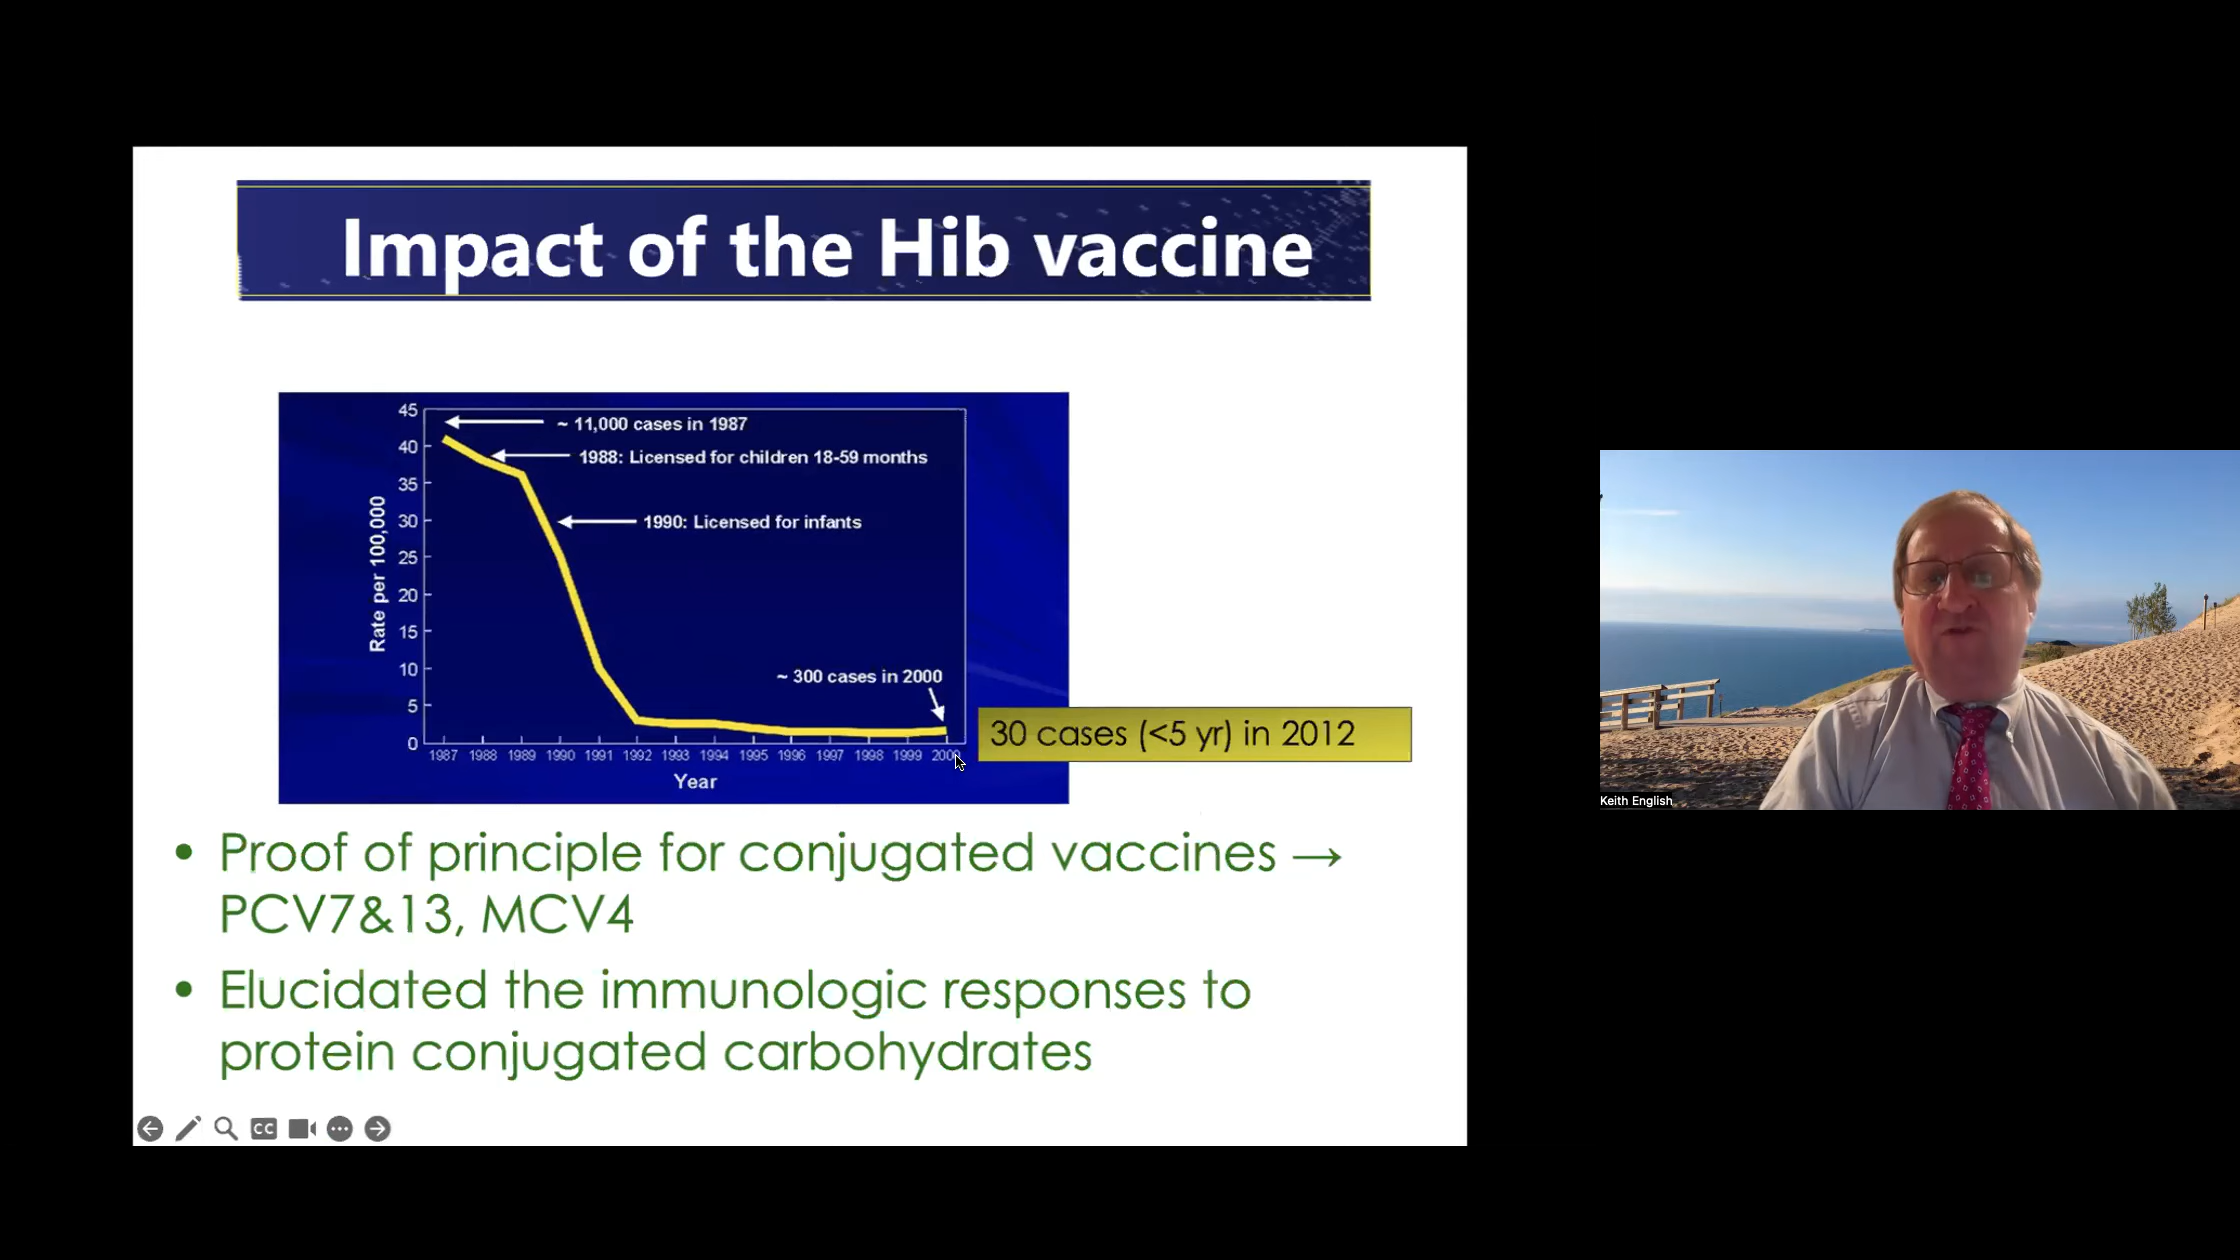 Impact of the Hib vaccine
45
40
35
30
25
20
15
10
5
0
Rate per 100,000
~ 11,000 cases in 1987
1988: Licensed for children 18-59 months
1990: Licensed for infants
~ 300 cases in 2000
1987 1988 1989 1990 1991 1992 1993 1994 1995 1996 1997 1998 1999 2000
Year
30 cases (<5 yr) in 2012
• Proof of principle for conjugated vaccines →
PCV7&13, MCV4
• Elucidated the immunologic responses to
protein conjugated carbohydrates
CC
Keith English